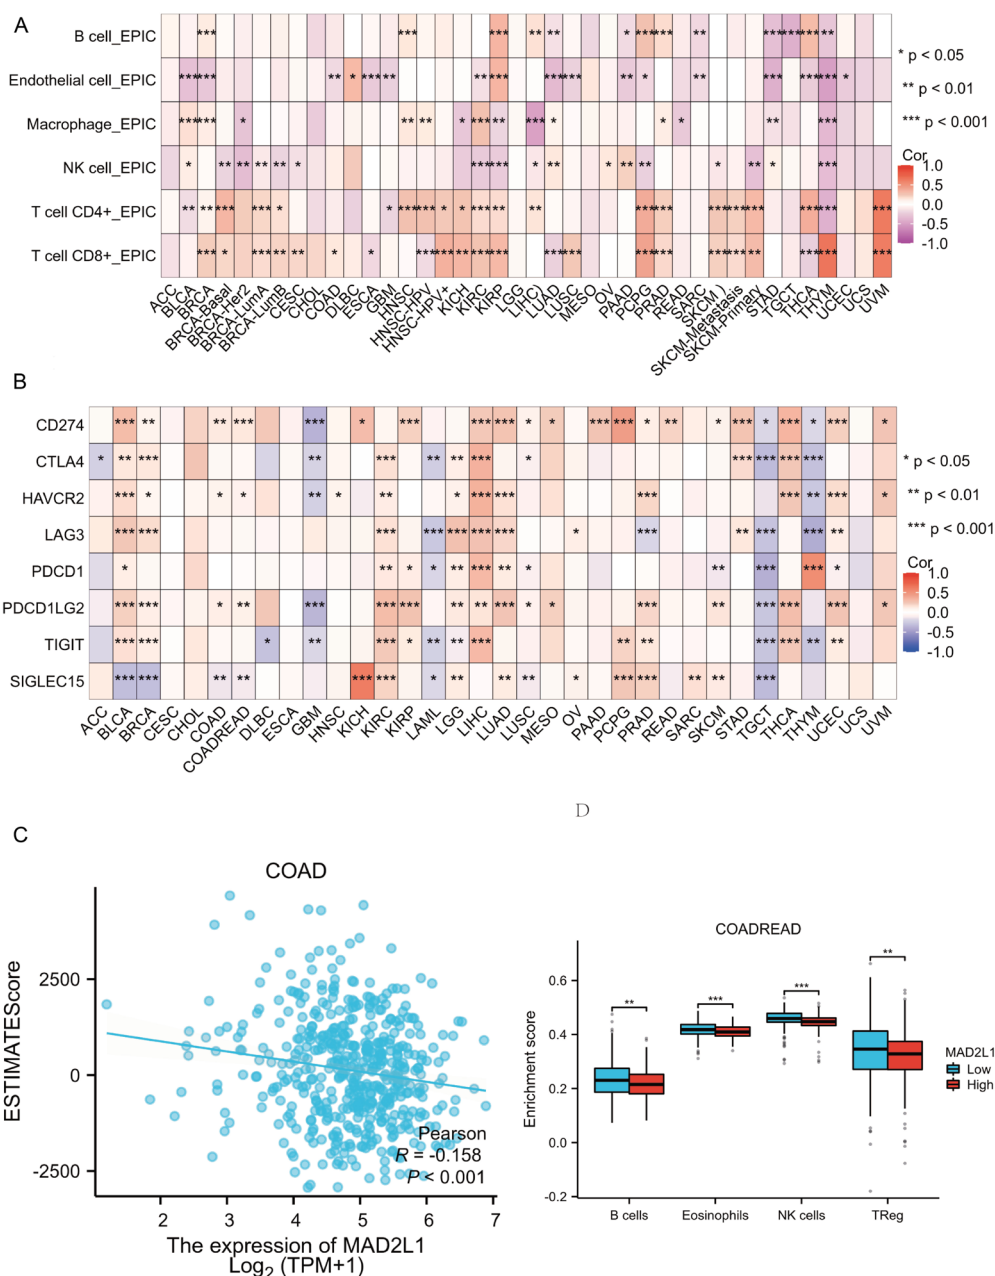 A
B cell_EPIC
Endothelial cell_EPIC
Macrophage_EPIC
NK cell_EPIC
T cell CD4+_EPIC
T cell CD8+_EPIC
* p < 0.05
** p < 0.01
*** p < 0.001
Cor
1.0
0.5
0.0
-0.5
-1.0
ACC
BLCA
BRCA
BRCA-Basal
BRCA-Her2
BRCA-LumA
BRCA-LumB
CESC
CHOL
COAD
DLBC
ESCA
GBM
HNSC
HNSC-HPV
HNSC-HPV+
KICH
KIRC
KIRP
LGG
LIHC)
LUAD
LUSC
MESO
OV
PAAD
PCPG
PRAD
READ
SARC
SKCM )
SKCM-Metastasis
SKCM-Primary
STAD
TGCT
THCA
THYM
UCEC
UCS
UVM
B
CD274
CTLA4
HAVCR2
LAG3
PDCD1
PDCD1LG2
TIGIT
SIGLEC15
* p < 0.05
** p < 0.01
*** p < 0.001
Cor
1.0
0.5
0.0
-0.5
-1.0
ACC
BLCA
BRCA
CESC
CHOL
COAD
COADREAD
DLBC
ESCA
GBM
HNSC
KICH
KIRC
KIRP
LAML
LGG
LIHC
LUAD
LUSC
MESO
OV
PAAD
PCPG
PRAD
READ
SARC
SKCM
STAD
TGCT
THCA
THYM
UCEC
UCS
UVM
C
COAD
ESTIMATEScore
2500
0
-2500
Pearson
R = -0.158
P < 0.001
2 3 4 5 6 7
The expression of MAD2L1
Log2 (TPM+1)
D
COADREAD
Enrichment score
0.6
0.4
0.2
0.0
-0.2
** *** *** **
B cells Eosinophils NK cells TReg
MAD2L1
Low
High